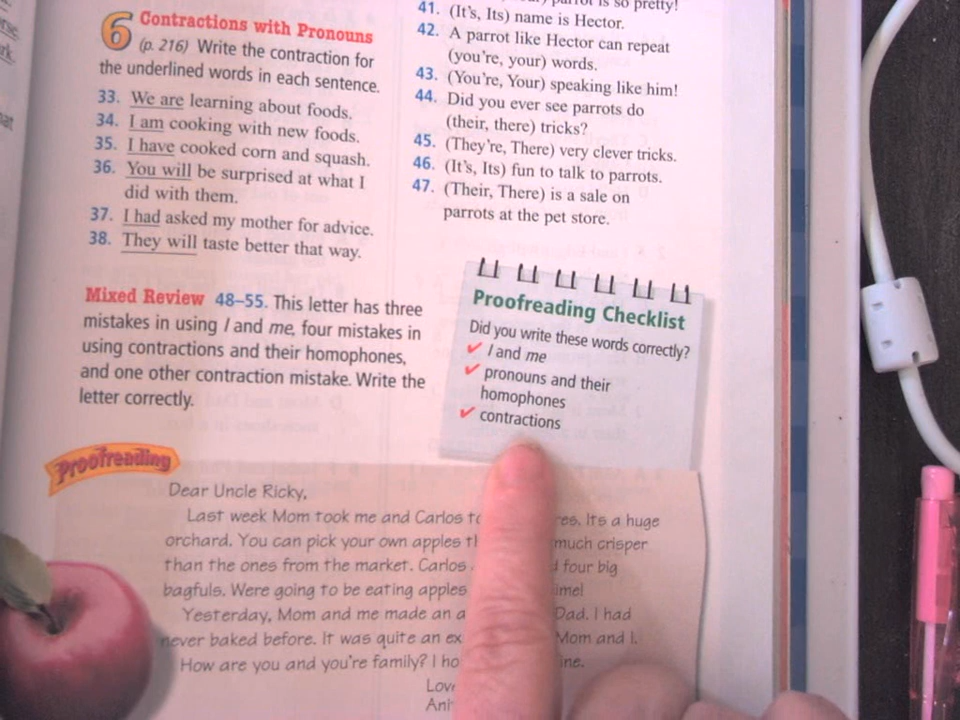 6 Contractions with Pronouns
(p. 216) Write the contraction for
the underlined words in each sentence.
33. We are learning about foods.
34. I am cooking with new foods.
35. I have cooked corn and squash.
36. You will be surprised at what I
did with them.
37. I had asked my mother for advice.
38. They will taste better that way.
parrot is so pretty!
41. (It's, Its) name is Hector.
42. A parrot like Hector can repeat
(you're, your) words.
43. (You're, Your) speaking like him!
44. Did you ever see parrots do
(their, there) tricks?
45. (They're, There) very clever tricks.
46. (It's, Its) fun to talk to parrots.
47. (Their, There) is a sale on
parrots at the pet store.
Mixed Review 48–55. This letter has three
mistakes in using I and me, four mistakes in
using contractions and their homophones,
and one other contraction mistake. Write the
letter correctly.
Proofreading Checklist
Did you write these words correctly?
✔ I and me
✔ pronouns and their
homophones
✔ contractions
Proofreading
Dear Uncle Ricky,
Last week Mom took me and Carlos Its a huge
orchard. You can pick your own apples much crisper
than the ones from the market. Carlos four big
bagfuls. Were going to be eating apples
Yesterday, Mom and me made an Dad. I had
never baked before. It was quite an Mom and I.
How are you and you're family? I